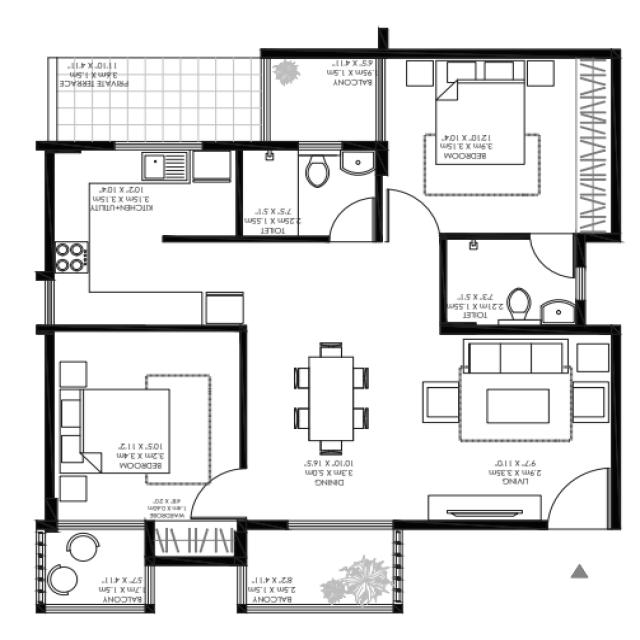 BALCONY
2.5m X 1.5m
8'2" X 4'11"
BALCONY
1.7m X 1.5m
5'7" X 4'11"
WARDROBE
1.4m X 0.60m
4'8" X 2'0"
LIVING
2.9m X 3.35m
9'7" X 11'0"
DINING
3.3m X 5.0m
10'10" X 16'5"
BEDROOM
3.2m X 3.4m
10'5" X 11'2"
TOILET
2.21m X 1.55m
7'3" X 5'1"
TOILET
2.25m X 1.55m
7'5" X 5'1"
KITCHEN+UTILITY
3.15m X 3.15m
10'2" X 10'4"
BEDROOM
3.9m X 3.15m
12'10" X 10'4"
BALCONY
.95m X 1.5m
6'5" X 4'11"
PRIVATE TERRACE
3.6m X 1.5m
11'10" X 4'11"